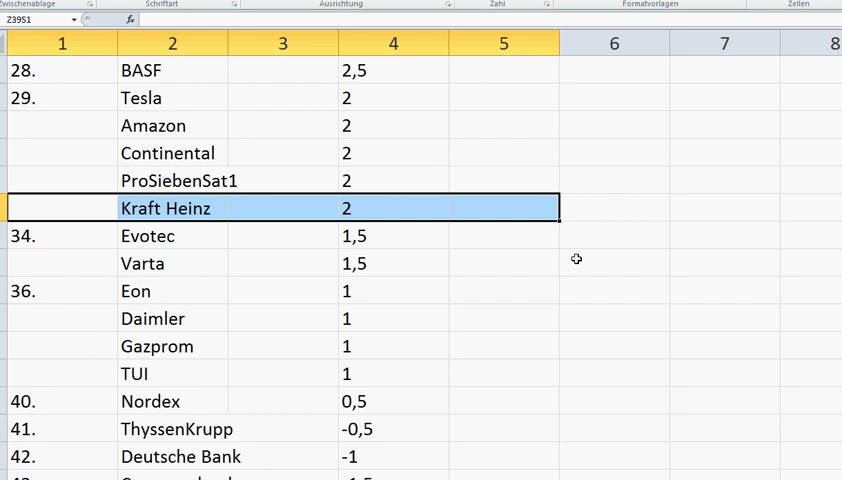 Zwischenablage Schriftart Ausrichtung Zahl Formatvorlagen Zellen
Z39S1 fx
1 2 3 4 5 6 7 8
28. BASF 2,5
29. Tesla 2
Amazon 2
Continental 2
ProSiebenSat1 2
Kraft Heinz 2
34. Evotec 1,5
Varta 1,5
36. Eon 1
Daimler 1
Gazprom 1
TUI 1
40. Nordex 0,5
41. ThyssenKrupp -0,5
42. Deutsche Bank -1